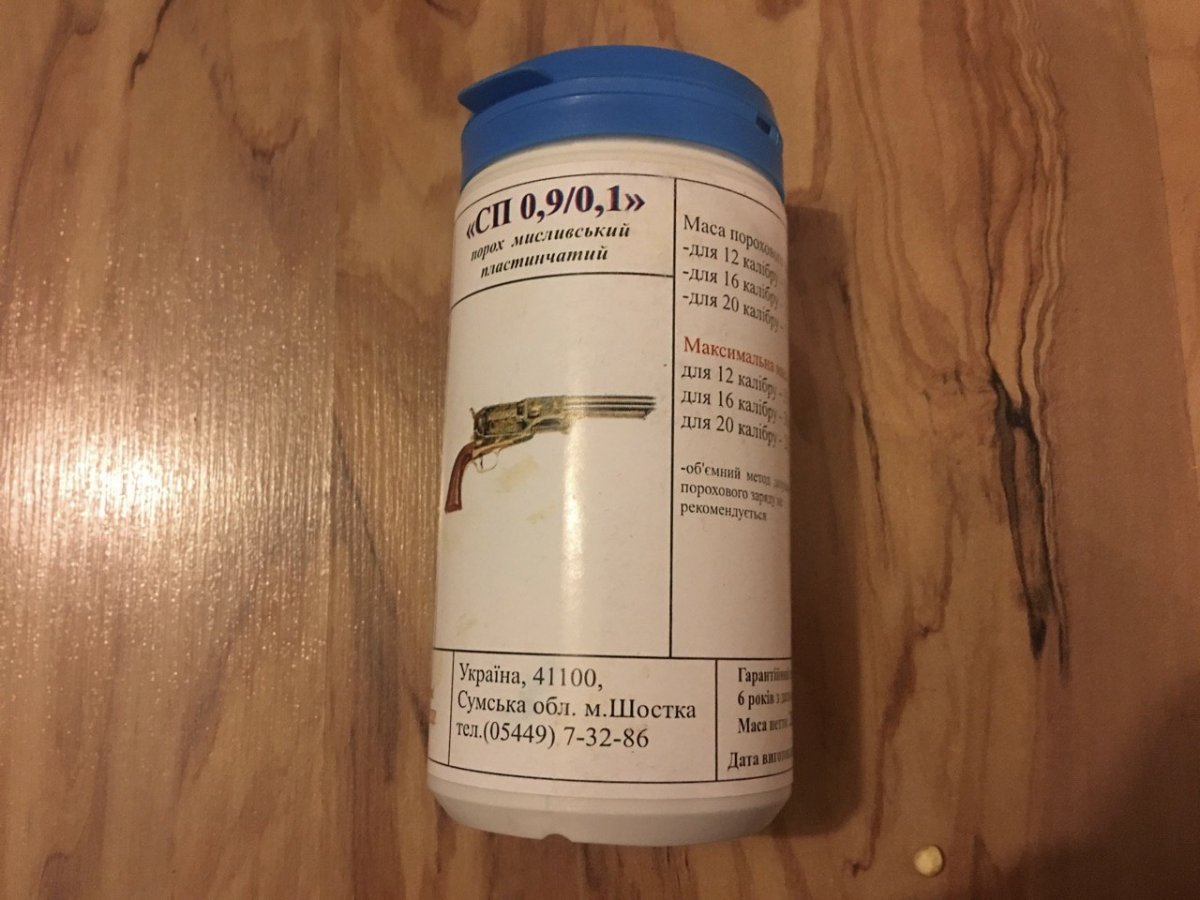 «СП 0,9/0,1»
порох мисливський
пластинчатий
Маса порохового
-для 12 калібру -
-для 16 калібру -
-для 20 калібру -
Максимальна
для 12 калібру -
для 16 калібру -
для 20 калібру -
-об'ємний метод
порохового заряду не
рекомендується
Україна, 41100,
Сумська обл. м.Шостка
тел.(05449) 7-32-86
Гарантійний
6 років з
Маса нетто
Дата